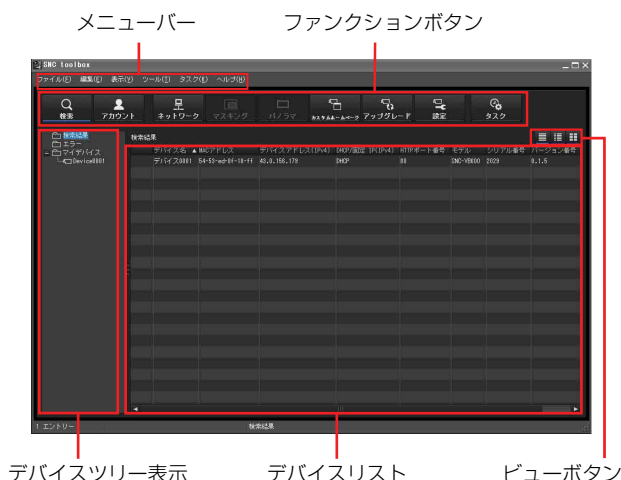 メニューバー
ファンクションボタン
SNC toolbox
ファイル(F) 編集(E) 表示(V) ツール(T) タスク(K) ヘルプ(H)
検索 アカウント ネットワーク マスキング パノラマ カスタムホームページ アップグレード 設定 タスク
検索結果
エラー
マイデバイス
Device0001
検索結果
デバイス名 ▲ MACアドレス デバイスアドレス(IPv4) DHCP/固定 IP(IPv4) HTTPポート番号 モデル シリアル番号 バージョン番号
デバイス0001 54-53-ed-0f-18-ff 43.0.156.179 DHCP 80 2029 0.1.5
1 エントリー 検索結果
デバイスツリー表示
デバイスリスト
ビューボタン